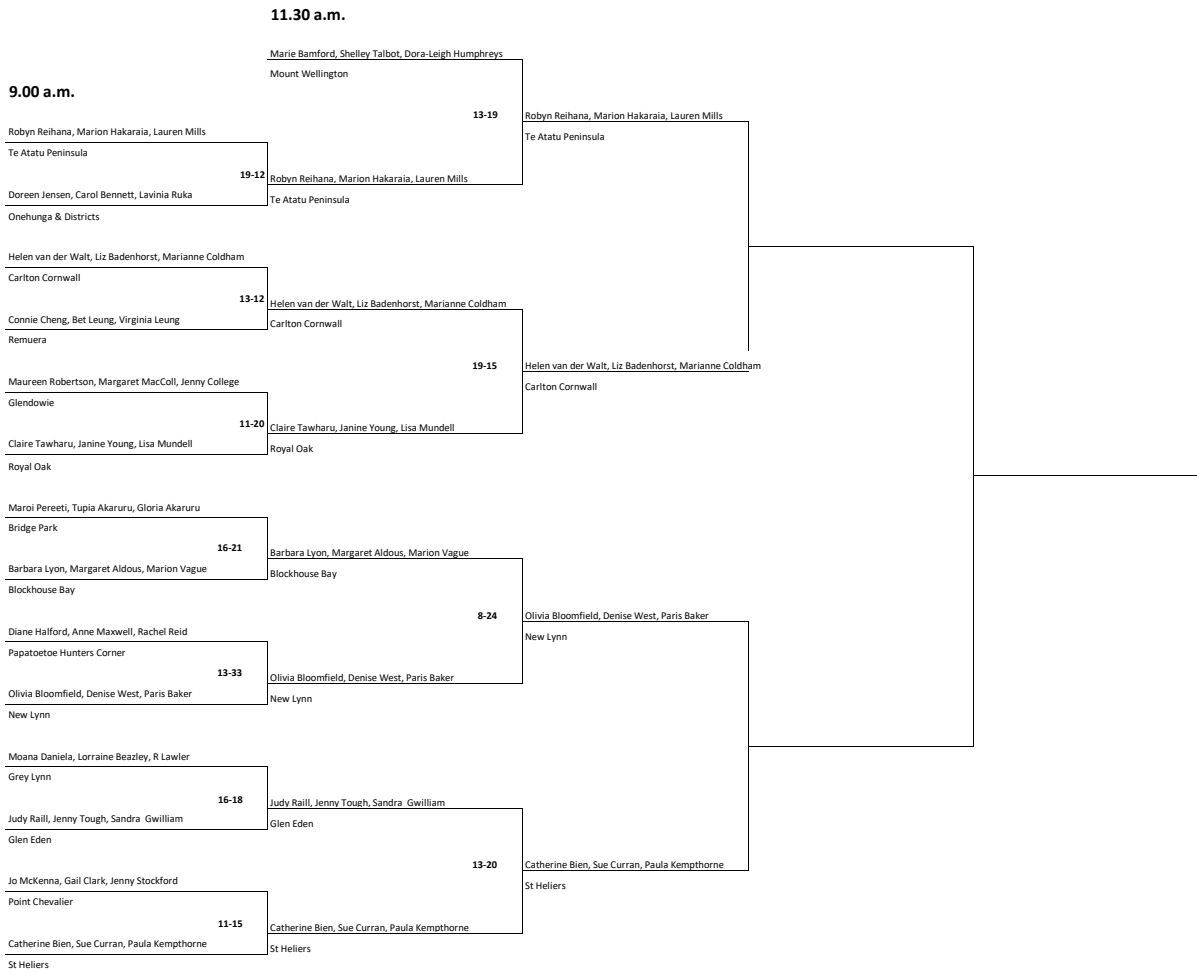 11.30 a.m.
Marie Bamford, Shelley Talbot, Dora-Leigh Humphreys
Mount Wellington
9.00 a.m.
13-19
Robyn Reihana, Marion Hakaraia, Lauren Mills
Te Atatu Peninsula
Robyn Reihana, Marion Hakaraia, Lauren Mills
Te Atatu Peninsula
19-12
Robyn Reihana, Marion Hakaraia, Lauren Mills
Te Atatu Peninsula
Doreen Jensen, Carol Bennett, Lavinia Ruka
Onehunga & Districts
Helen van der Walt, Liz Badenhorst, Marianne Coldham
Carlton Cornwall
13-12
Helen van der Walt, Liz Badenhorst, Marianne Coldham
Carlton Cornwall
Connie Cheng, Bet Leung, Virginia Leung
Remuera
19-15
Helen van der Walt, Liz Badenhorst, Marianne Coldham
Carlton Cornwall
Maureen Robertson, Margaret MacColl, Jenny College
Glendowie
11-20
Claire Tawharu, Janine Young, Lisa Mundell
Royal Oak
Claire Tawharu, Janine Young, Lisa Mundell
Royal Oak
Maroi Pereeti, Tupia Akaruru, Gloria Akaruru
Bridge Park
16-21
Barbara Lyon, Margaret Aldous, Marion Vague
Blockhouse Bay
Barbara Lyon, Margaret Aldous, Marion Vague
Blockhouse Bay
8-24
Olivia Bloomfield, Denise West, Paris Baker
New Lynn
Diane Halford, Anne Maxwell, Rachel Reid
Papatoetoe Hunters Corner
13-33
Olivia Bloomfield, Denise West, Paris Baker
New Lynn
Olivia Bloomfield, Denise West, Paris Baker
New Lynn
Moana Daniela, Lorraine Beazley, R Lawler
Grey Lynn
16-18
Judy Raill, Jenny Tough, Sandra Gwilliam
Glen Eden
Judy Raill, Jenny Tough, Sandra Gwilliam
Glen Eden
13-20
Catherine Bien, Sue Curran, Paula Kempthorne
St Heliers
Jo McKenna, Gail Clark, Jenny Stockford
Point Chevalier
11-15
Catherine Bien, Sue Curran, Paula Kempthorne
St Heliers
Catherine Bien, Sue Curran, Paula Kempthorne
St Heliers